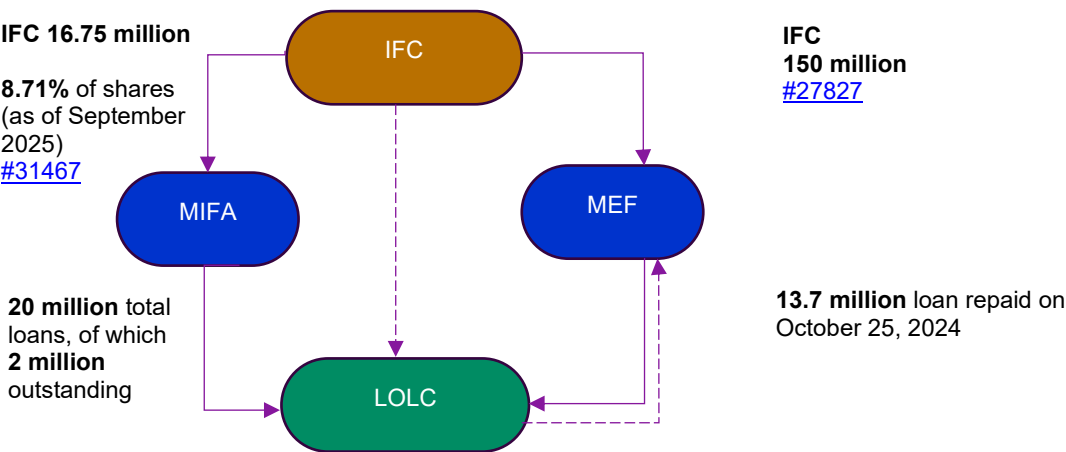 IFC 16.75 million
8.71% of shares
(as of September
2025)
#31467
IFC
IFC
150 million
#27827
MIFA
MEF
20 million total
loans, of which
2 million
outstanding
13.7 million loan repaid on
October 25, 2024
LOLC